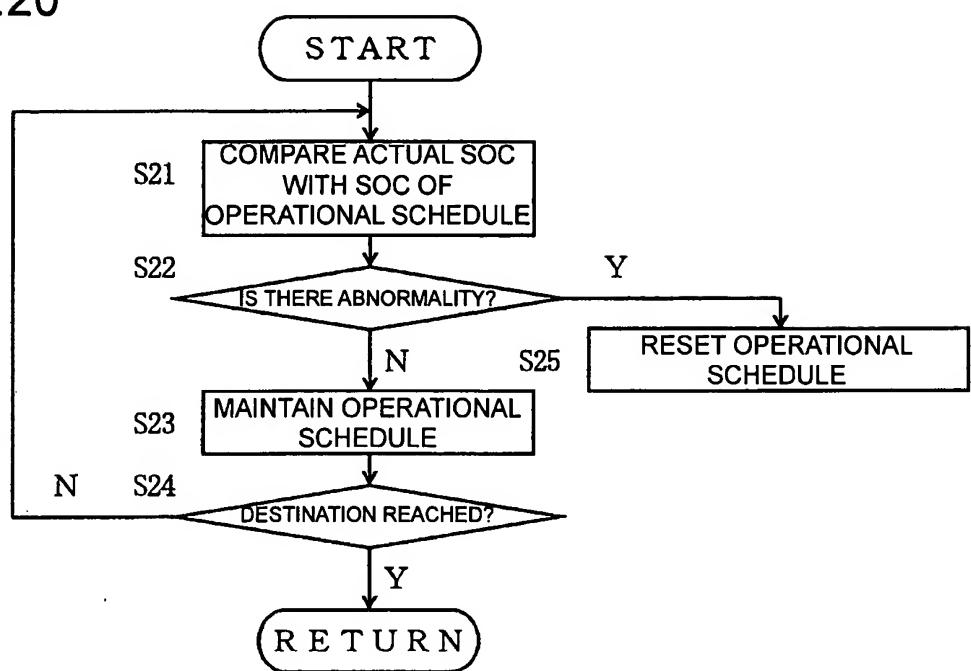 20
START
S21
COMPARE ACTUAL SOC
WITH SOC OF
OPERATIONAL SCHEDULE
S22
IS THERE ABNORMALITY?
Y
N
S25
RESET OPERATIONAL
SCHEDULE
S23
MAINTAIN OPERATIONAL
SCHEDULE
N
S24
DESTINATION REACHED?
Y
RETURN